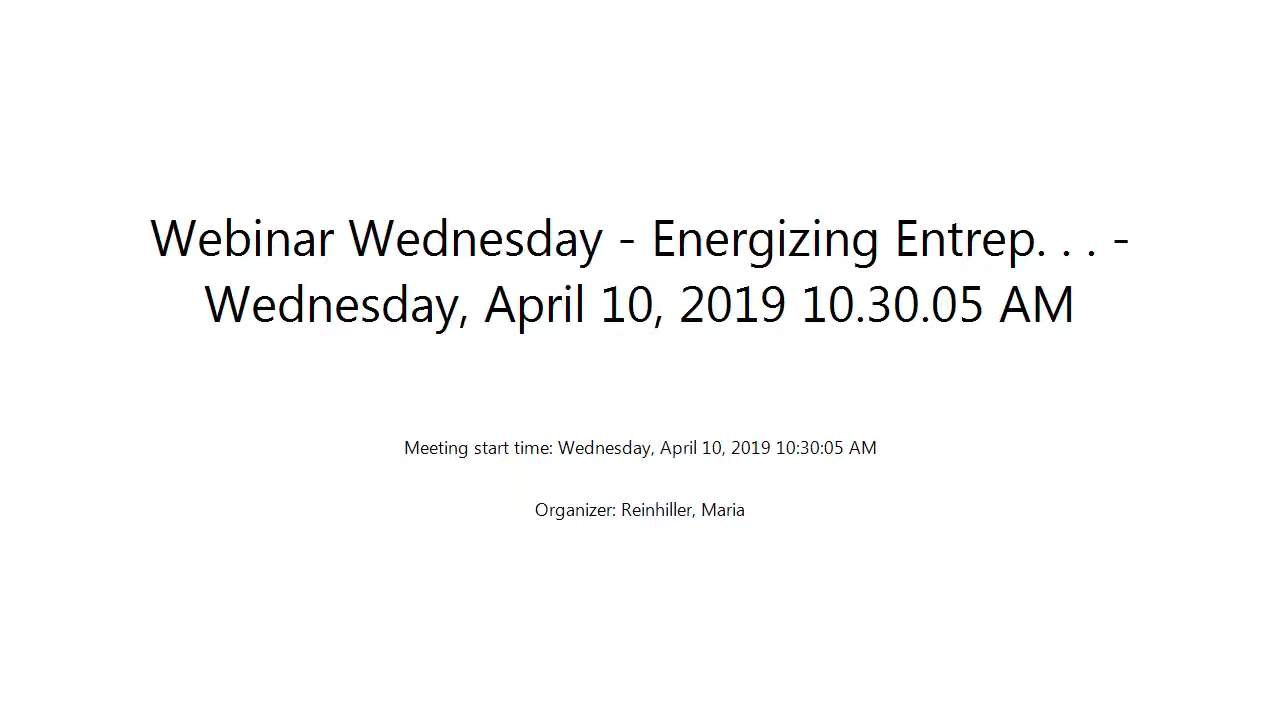 Webinar Wednesday - Energizing Entrep. . . -
Wednesday, April 10, 2019 10.30.05 AM
Meeting start time: Wednesday, April 10, 2019 10:30:05 AM
Organizer: Reinhiller, Maria